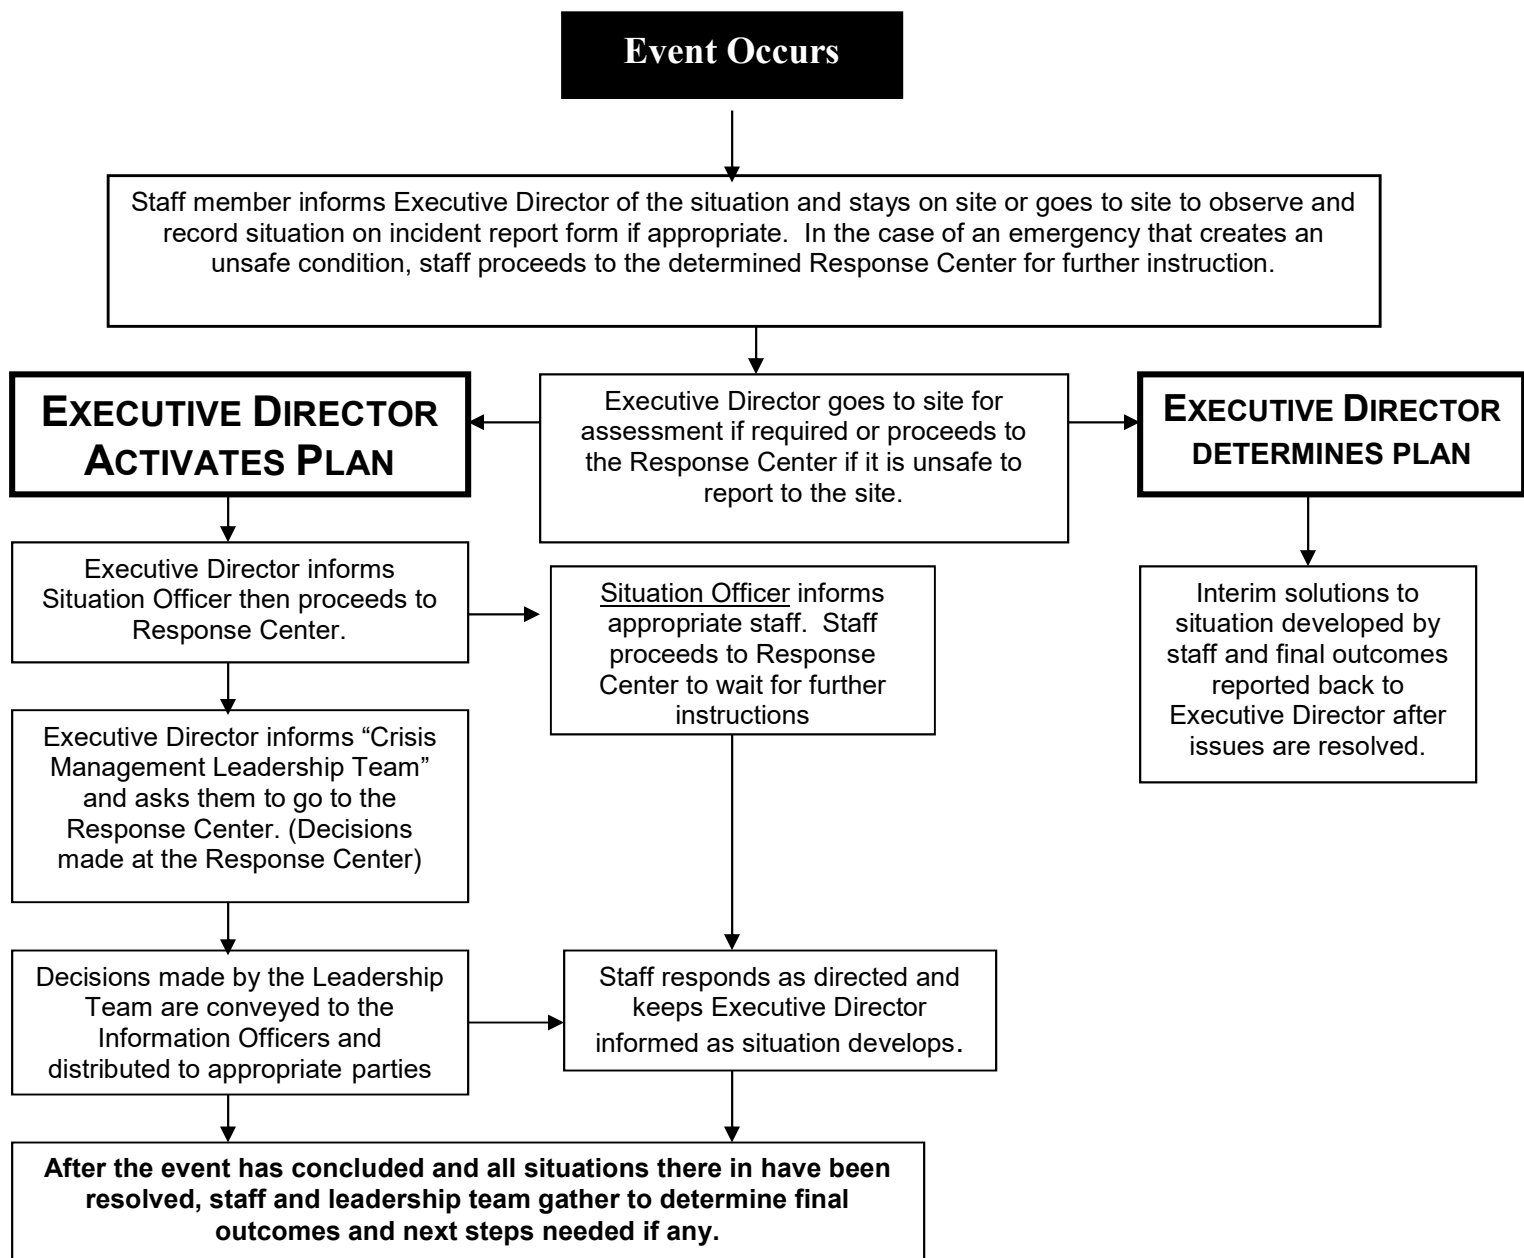 Event Occurs
Staff member informs Executive Director of the situation and stays on site or goes to site to observe and
record situation on incident report form if appropriate.  In the case of an emergency that creates an
unsafe condition, staff proceeds to the determined Response Center for further instruction.
EXECUTIVE DIRECTOR
ACTIVATES PLAN
Executive Director goes to site for
assessment if required or proceeds to
the Response Center if it is unsafe to
report to the site.
EXECUTIVE DIRECTOR
DETERMINES PLAN
Executive Director informs
Situation Officer then proceeds to
Response Center.
Situation Officer informs
appropriate staff.  Staff
proceeds to Response
Center to wait for further
instructions
Interim solutions to
situation developed by
staff and final outcomes
reported back to
Executive Director after
issues are resolved.
Executive Director informs “Crisis
Management Leadership Team”
and asks them to go to the
Response Center. (Decisions
made at the Response Center)
Decisions made by the Leadership
Team are conveyed to the
Information Officers and
distributed to appropriate parties
Staff responds as directed and
keeps Executive Director
informed as situation develops.
After the event has concluded and all situations there in have been
resolved, staff and leadership team gather to determine final
outcomes and next steps needed if any.